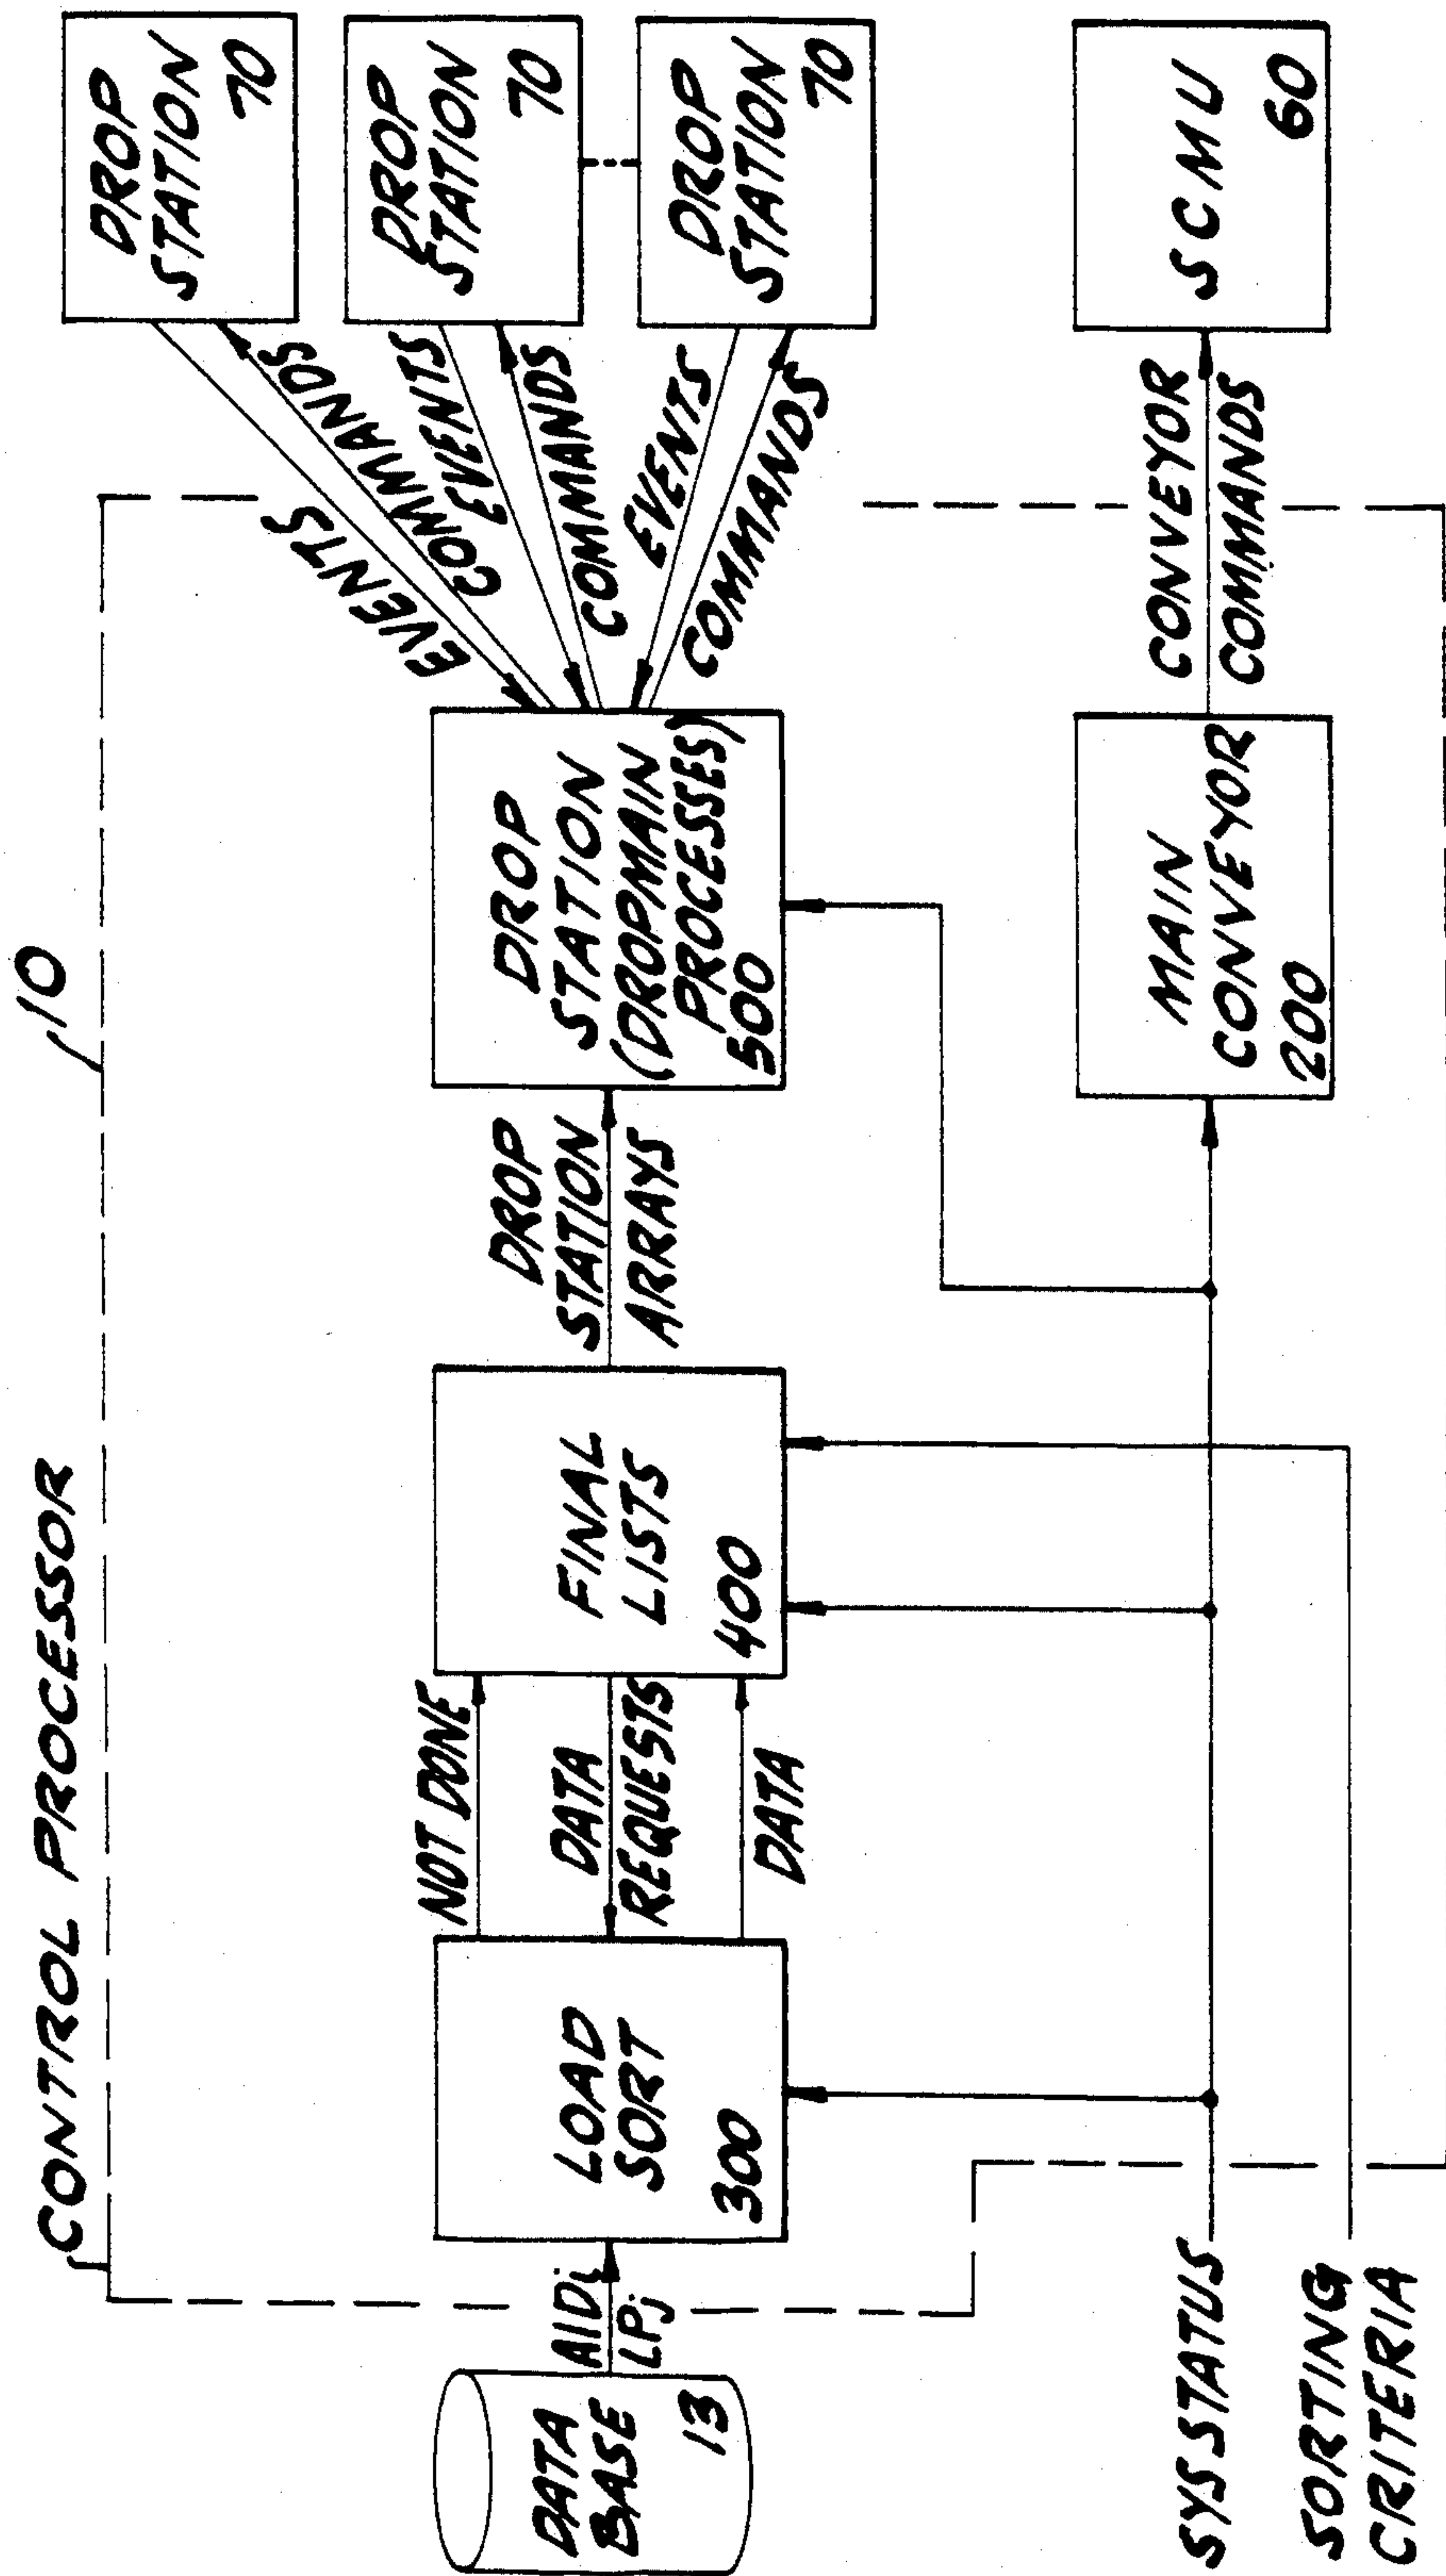 CONTROL PROCESSOR
10
DATA
BASE
13
AIDi
LPj
LOAD
SORT
300
NOT DONE
DATA
REQUESTS
DATA
FINAL
LISTS
400
DROP
STATION
ARRAYS
DROP
STATION
(DROPMAIN
PROCESSES)
500
EVENTS
COMMANDS
EVENTS
COMMANDS
EVENTS
COMMANDS
DROP
STATION
70
DROP
STATION
70
DROP
STATION
70
SYSSTATUS
SORTING
CRITERIA
MAIN
CONVEYOR
200
CONVEYOR
COMMANDS
SCMU
60